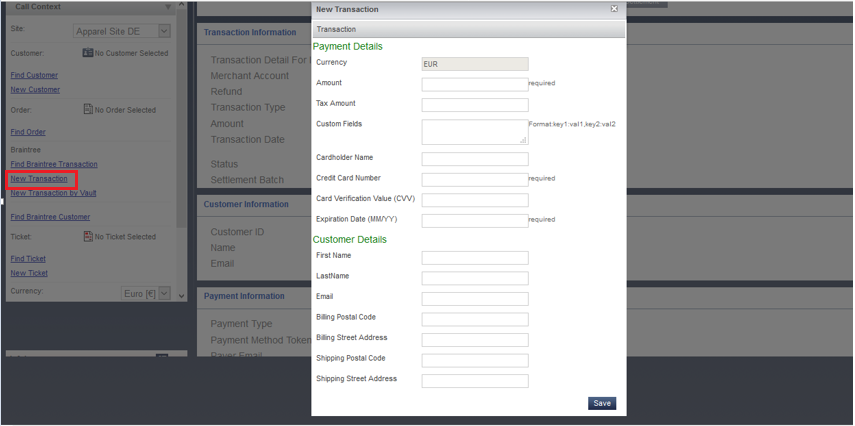 Call Context
Site:
Apparel Site DE
Customer:
No Customer Selected
Find Customer
New Customer
Order:
No Order Selected
Find Order
Braintree
Find Braintree Transaction
New Transaction
New Transaction by Vault
Find Braintree Customer
Ticket:
No Ticket Selected
Find Ticket
New Ticket
Currency:
Euro [€]
Transaction Information
Transaction Detail For
Merchant Account
Refund
Transaction Type
Amount
Transaction Date
Status
Settlement Batch
Customer Information
Customer ID
Name
Email
Payment Information
Payment Type
Payment Method Token
Payer Email
New Transaction
Transaction
Payment Details
Currency
EUR
Amount
required
Tax Amount
Custom Fields
Format:key1:val1,key2:val2
Cardholder Name
Credit Card Number
required
Card Verification Value (CVV)
Expiration Date (MM/YY)
required
Customer Details
First Name
LastName
Email
Billing Postal Code
Billing Street Address
Shipping Postal Code
Shipping Street Address
Save